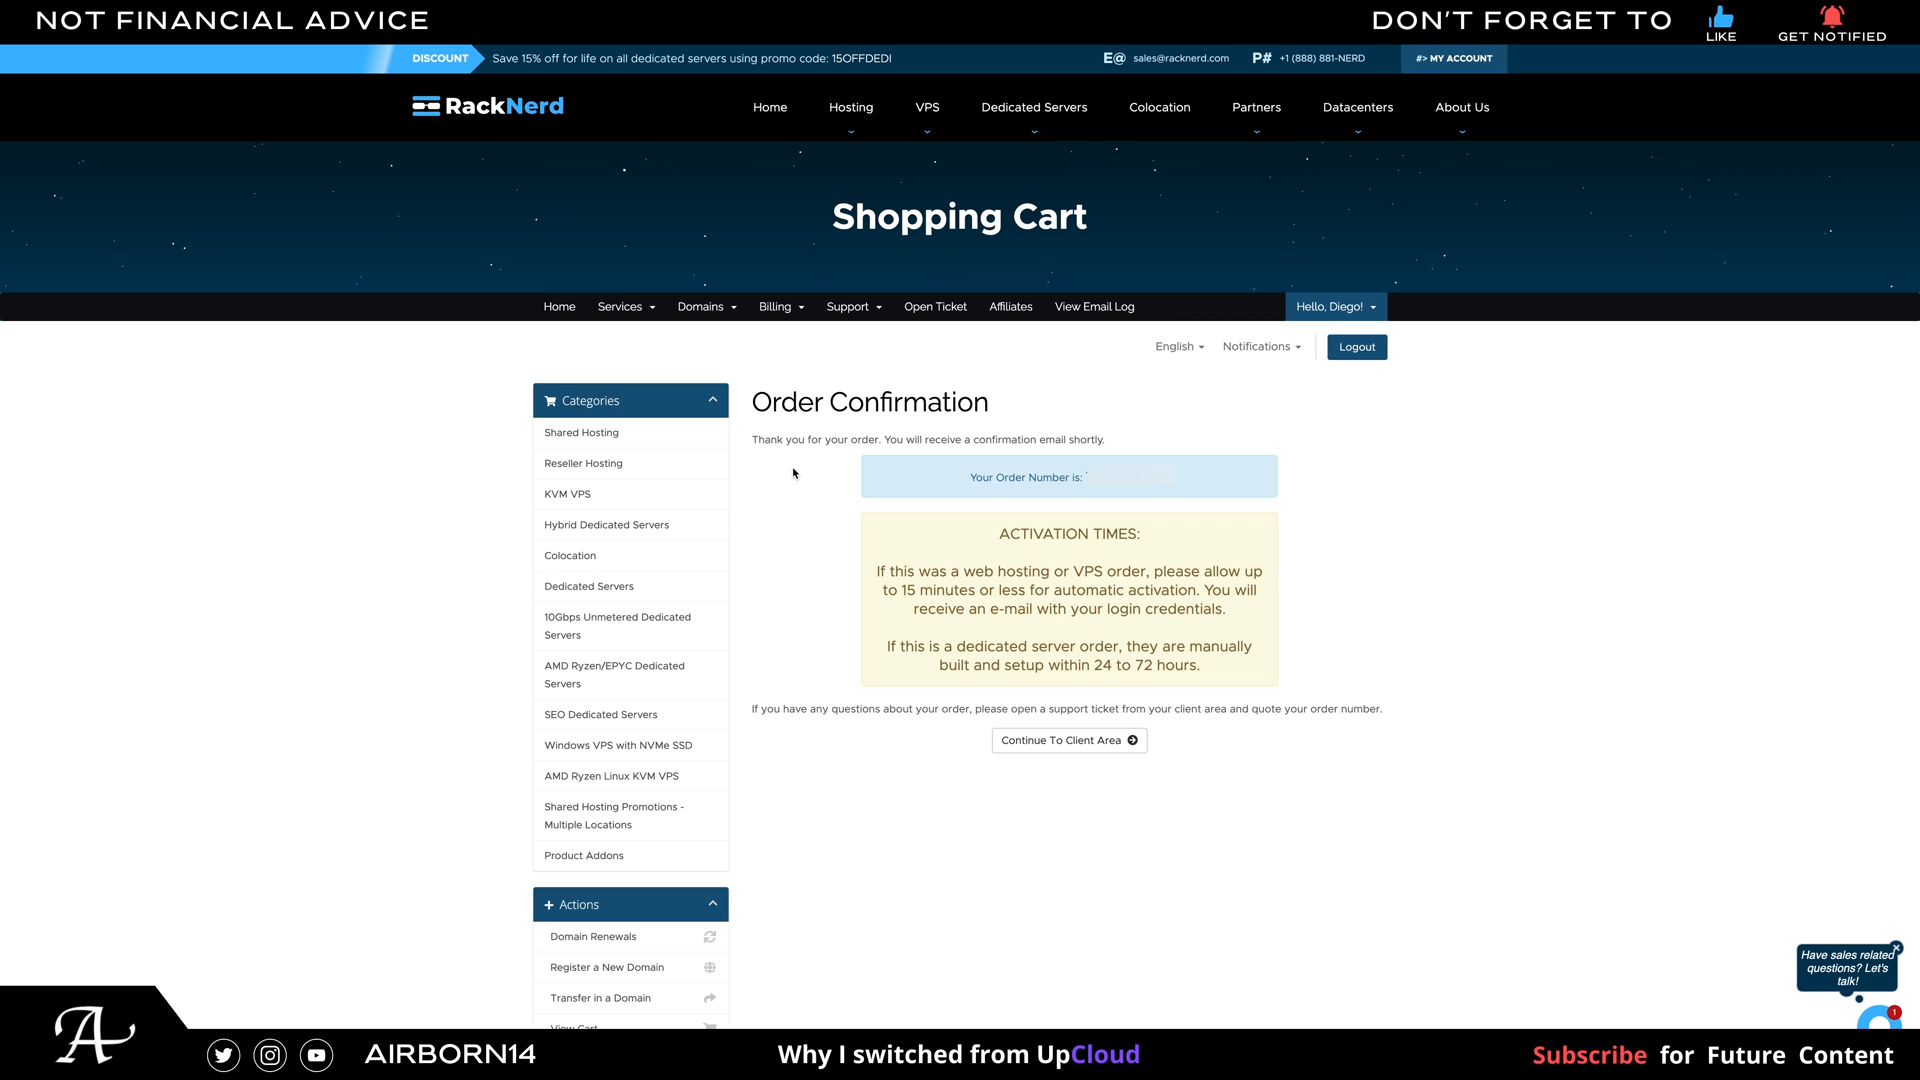 NOT FINANCIAL ADVICE
DON'T FORGET TO
LIKE
GET NOTIFIED
DISCOUNT
Save 15% off for life on all dedicated servers using promo code: 15OFFDEDI
E@ sales@racknerd.com
P# +1 (888) 881-NERD
#> MY ACCOUNT
RackNerd
Home
Hosting
VPS
Dedicated Servers
Colocation
Partners
Datacenters
About Us
Shopping Cart
Home
Services
Domains
Billing
Support
Open Ticket
Affiliates
View Email Log
Hello, Diego!
English
Notifications
Logout
Categories
Shared Hosting
Reseller Hosting
KVM VPS
Hybrid Dedicated Servers
Colocation
Dedicated Servers
10Gbps Unmetered Dedicated
Servers
AMD Ryzen/EPYC Dedicated
Servers
SEO Dedicated Servers
Windows VPS with NVMe SSD
AMD Ryzen Linux KVM VPS
Shared Hosting Promotions -
Multiple Locations
Product Addons
Actions
Domain Renewals
Register a New Domain
Transfer in a Domain
View Cart
Order Confirmation
Thank you for your order. You will receive a confirmation email shortly.
Your Order Number is:
ACTIVATION TIMES:
If this was a web hosting or VPS order, please allow up
to 15 minutes or less for automatic activation. You will
receive an e-mail with your login credentials.
If this is a dedicated server order, they are manually
built and setup within 24 to 72 hours.
If you have any questions about your order, please open a support ticket from your client area and quote your order number.
Continue To Client Area
Have sales related
questions? Let's
talk!
1
A
AIRBORN14
Why I switched from UpCloud
Subscribe for Future Content